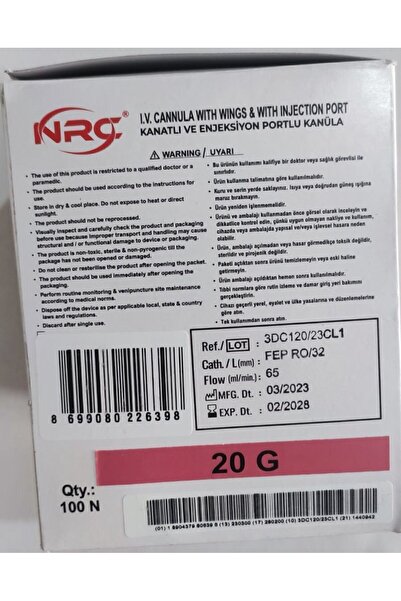 NRC®
I.V. CANNULA WITH WINGS & WITH INJECTION PORT
KANATLI VE ENJEKSİYON PORTLU KANÜLA
WARNING / UYARI
• The use of this product is restricted to a qualified doctor or a
paramedic.
• The product should be used according to the instructions for
use.
• Store in dry & cool place. Do not expose to heat or direct
sunlight.
• The product should not be reprocessed.
• Visually inspect and carefully check the product and packaging
before use because improper transport and handling may cause
structural and / or functional damage to device or packaging.
• The product is non-toxic, sterile & non-pyrogenic till the
package has not been open or damaged.
• Do not clean or resterilise the product after opening the packet.
• The product should be used immediately after opening the
packaging.
• Perform routine monitoring & venipuncture site maintenance
according to medical norms.
• Dispose off the device as per applicable local, state & country
laws and regulations.
• Discard after single use.
• Bu ürünün kullanımı kalifiye bir doktor veya sağlık görevlisi ile
sınırlıdır.
• Ürünü kullanma talimatına göre kullanılmalıdır.
• Kuru ve serin yerde saklayınız. Isıya veya doğrudan güneş ışığına
maruz bırakmayın.
• Ürün yeniden işlenmemelidir.
• Ürünü ve ambalajı kullanmadan önce görsel olarak inceleyin ve
dikkatlice kontrol edin, uygun olmayan nakliye ve kullanım,
cihazda veya ambalajda yapısal ve/veya işlevsel hasara neden
olabilir.
• Ürün, ambalajı açılmadan veya hasar görmedikçe toksik değildir,
sterildir ve pirojenik değildir.
• Paketi açtıktan sonra ürünü temizlemeyin veya eski haline
getirmeyin.
• Ürün ambalajı açıldıktan hemen sonra kullanılmalıdır.
• Tıbbi normlara göre rutin izleme ve damar giriş yeri bakımını
gerçekleştirin.
• Cihazı geçerli yerel, eyalet ve ülke yasalarına ve düzenlemelerine
göre atın.
• Tek kullanımdan sonra atın.
Ref./ LOT : 3DC120/23CL1
Cath. / L(mm): FEP RO/32
Flow (ml/min.): 65
MFG. Dt. : 03/2023
EXP. Dt. : 02/2028
8 699080 226398
20 G
Qty.:
100 N